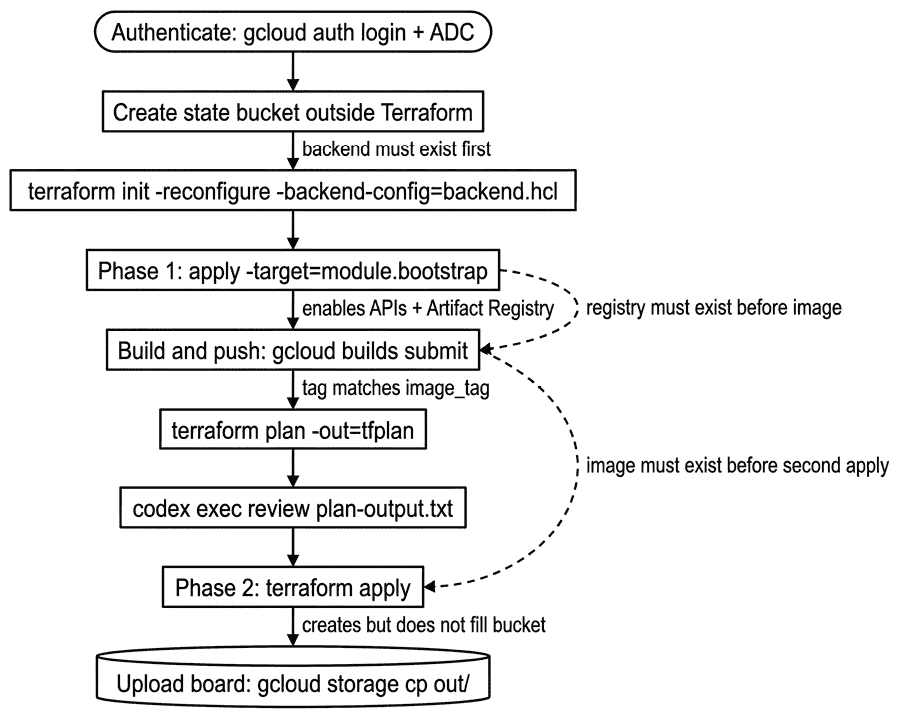 Authenticate: gcloud auth login + ADC
Create state bucket outside Terraform
backend must exist first
terraform init -reconfigure -backend-config=backend.hcl
Phase 1: apply -target=module.bootstrap
enables APIs + Artifact Registry
registry must exist before image
Build and push: gcloud builds submit
tag matches image_tag
terraform plan -out=tfplan
image must exist before second apply
codex exec review plan-output.txt
Phase 2: terraform apply
creates but does not fill bucket
Upload board: gcloud storage cp out/